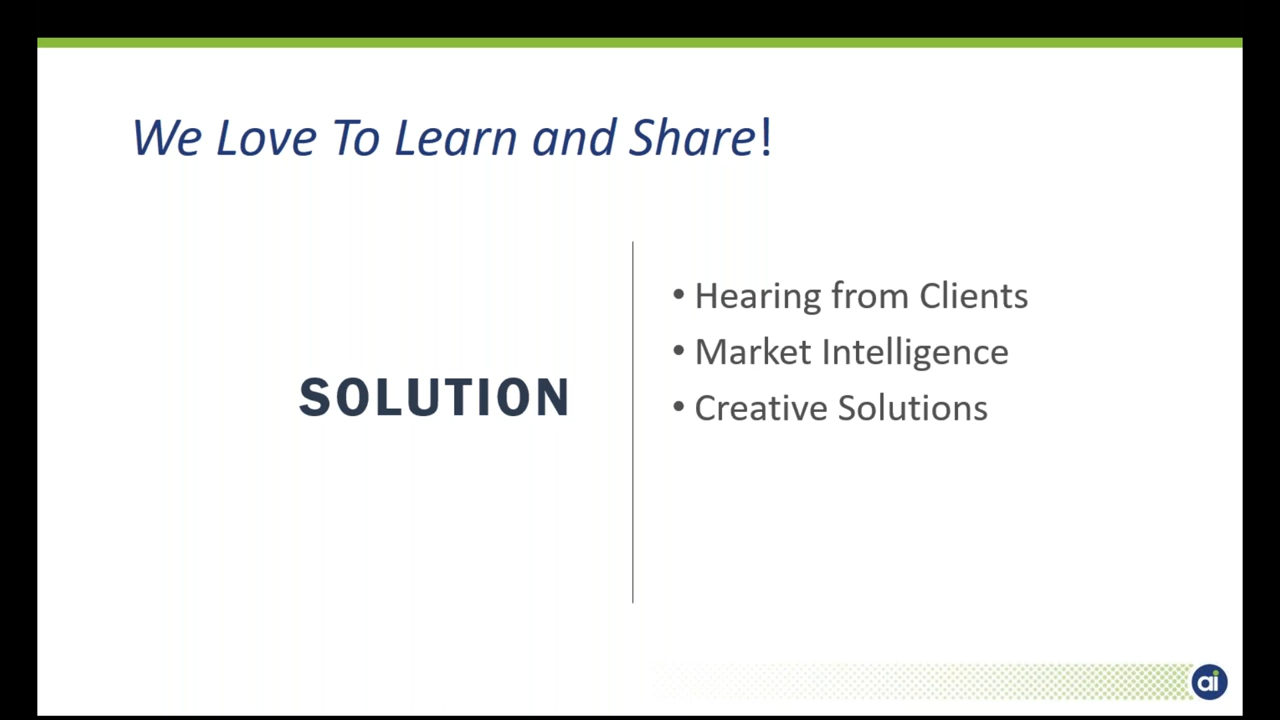 We Love To Learn and Share!
SOLUTION
• Hearing from Clients
• Market Intelligence
• Creative Solutions
ai